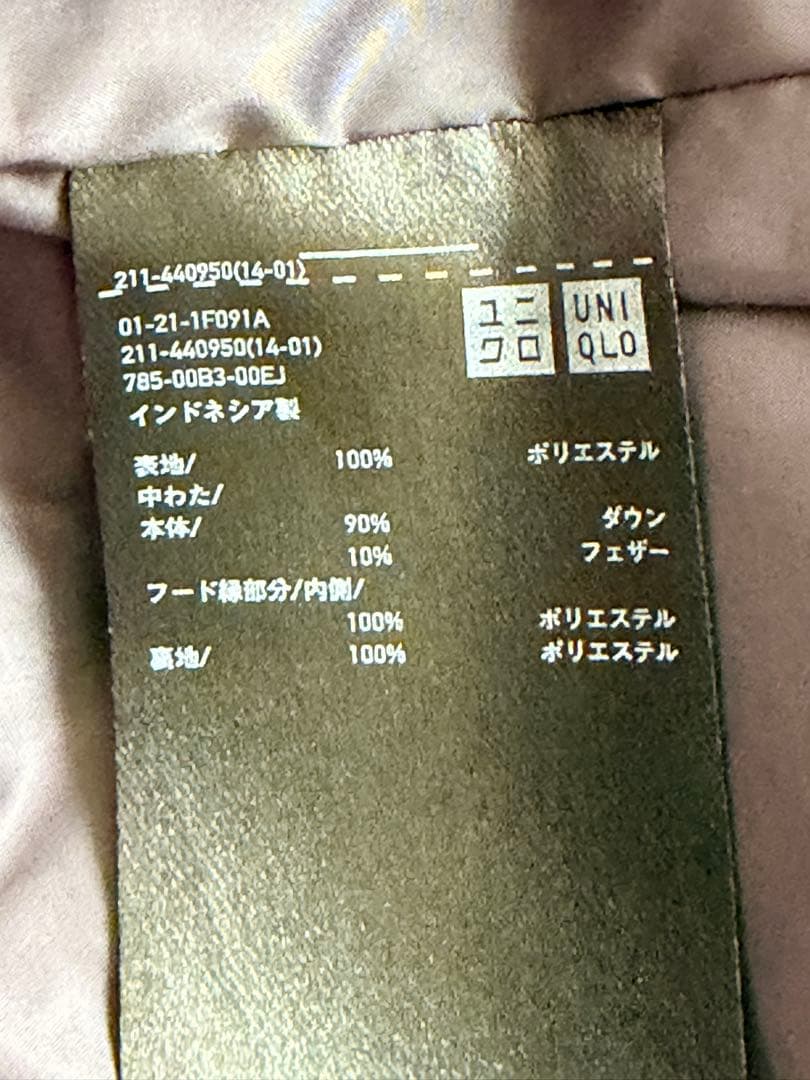 211-440950(14-01)
ユニクロ
UNIQLO
01-21-1F091A
211-440950(14-01)
785-00B3-00EJ
インドネシア製
表地/ 100% ポリエステル
中わた/
本体/ 90% ダウン
10% フェザー
フード縁部分/内側/
100% ポリエステル
裏地/ 100% ポリエステル